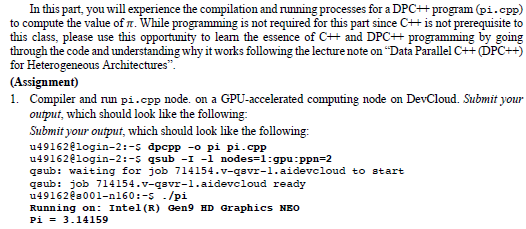 In this part, you will experience the compilation and running processes for a DPC++ program (pi.cpp)
to compute the value of π. While programming is not required for this part since C++ is not prerequisite to
this class, please use this opportunity to learn the essence of C++ and DPC++ programming by going
through the code and understanding why it works following the lecture note on “Data Parallel C++ (DPC++)
for Heterogeneous Architectures”.
(Assignment)
1. Compiler and run pi.cpp node. on a GPU-accelerated computing node on DevCloud. Submit your
output, which should look like the following:
Submit your output, which should look like the following:
u49162@login-2:~$ dpcpp -o pi pi.cpp
u49162@login-2:~$ qsub -I -l nodes=1:gpu:ppn=2
qsub: waiting for job 714154.v-qsvr-1.aidevcloud to start
qsub: job 714154.v-qsvr-1.aidevcloud ready
u49162@s001-n160:~$ ./pi
Running on: Intel(R) Gen9 HD Graphics NEO
Pi = 3.14159